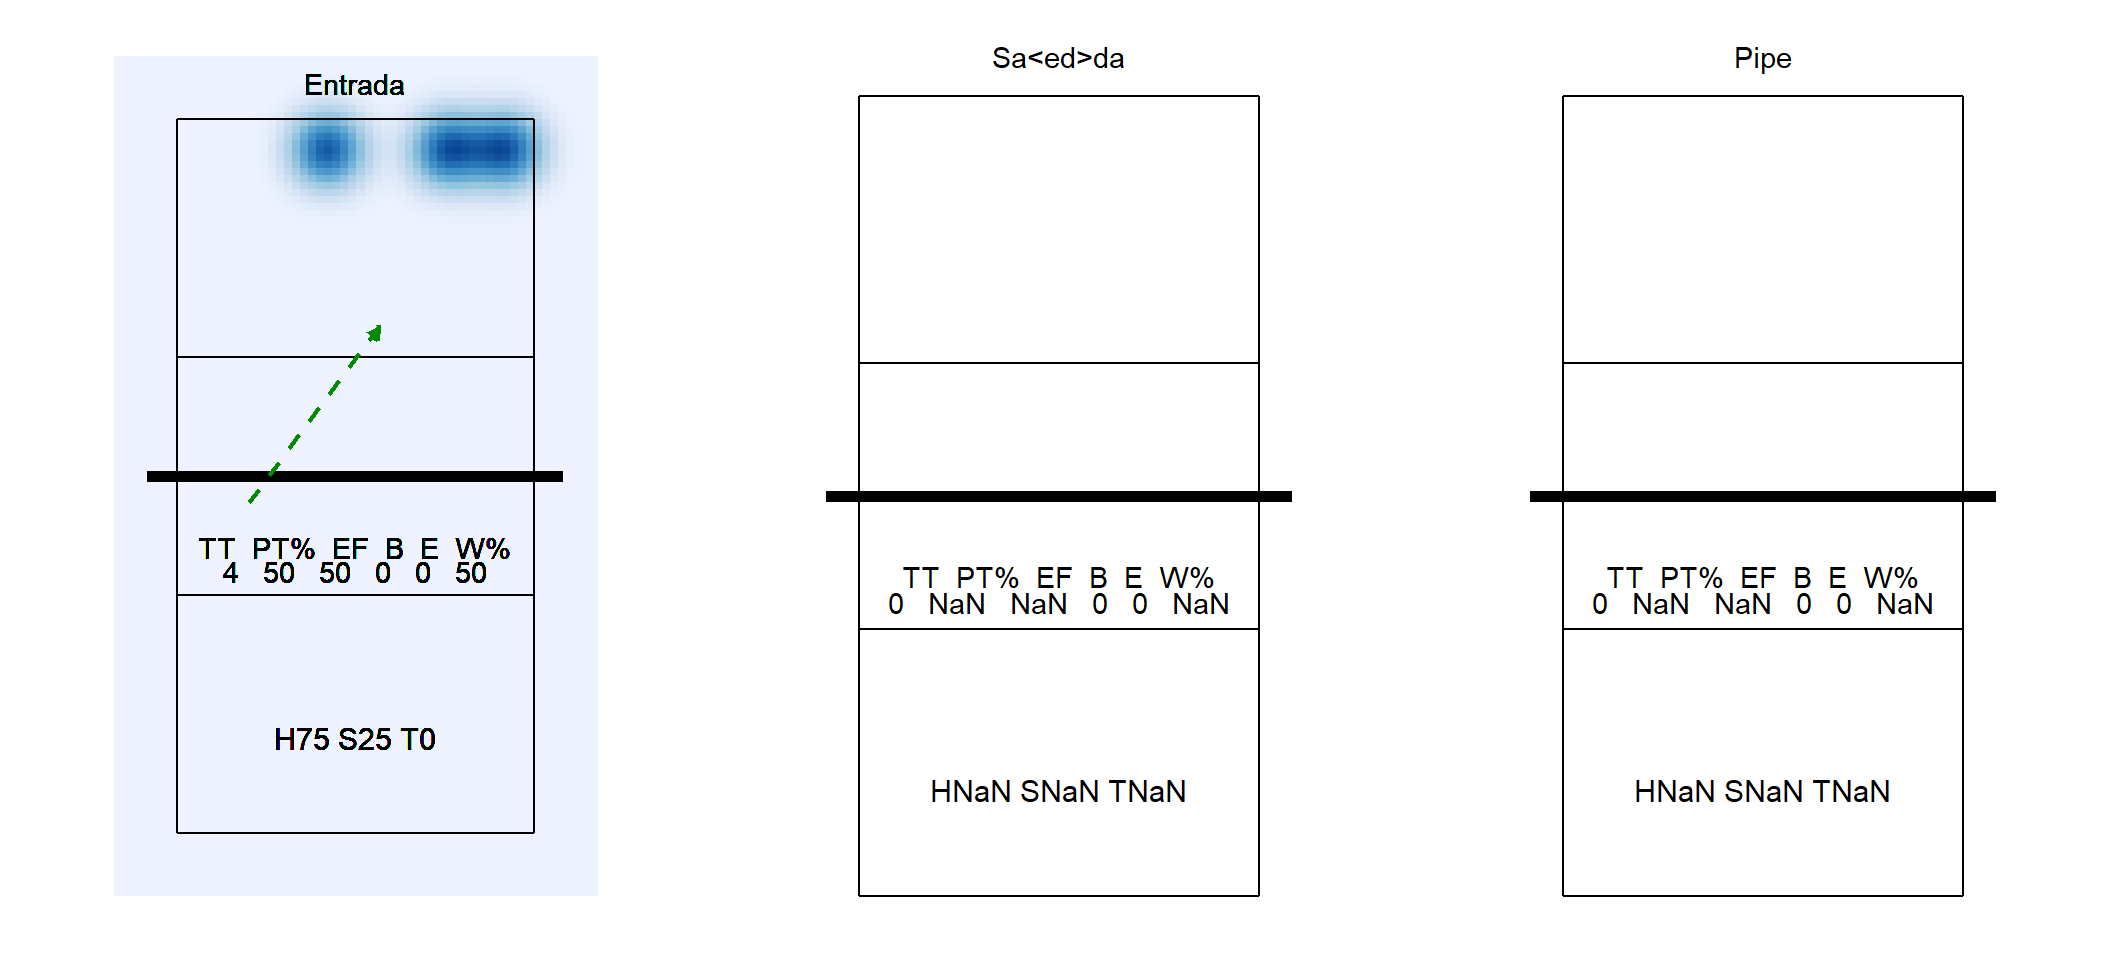 Entrada
TT PT% EF B E W%
4 50 50 0 0 50
H75 S25 T0
Sa<ed>da
TT PT% EF B E W%
0 NaN NaN 0 0 NaN
HNaN SNaN TNaN
Pipe
TT PT% EF B E W%
0 NaN NaN 0 0 NaN
HNaN SNaN TNaN